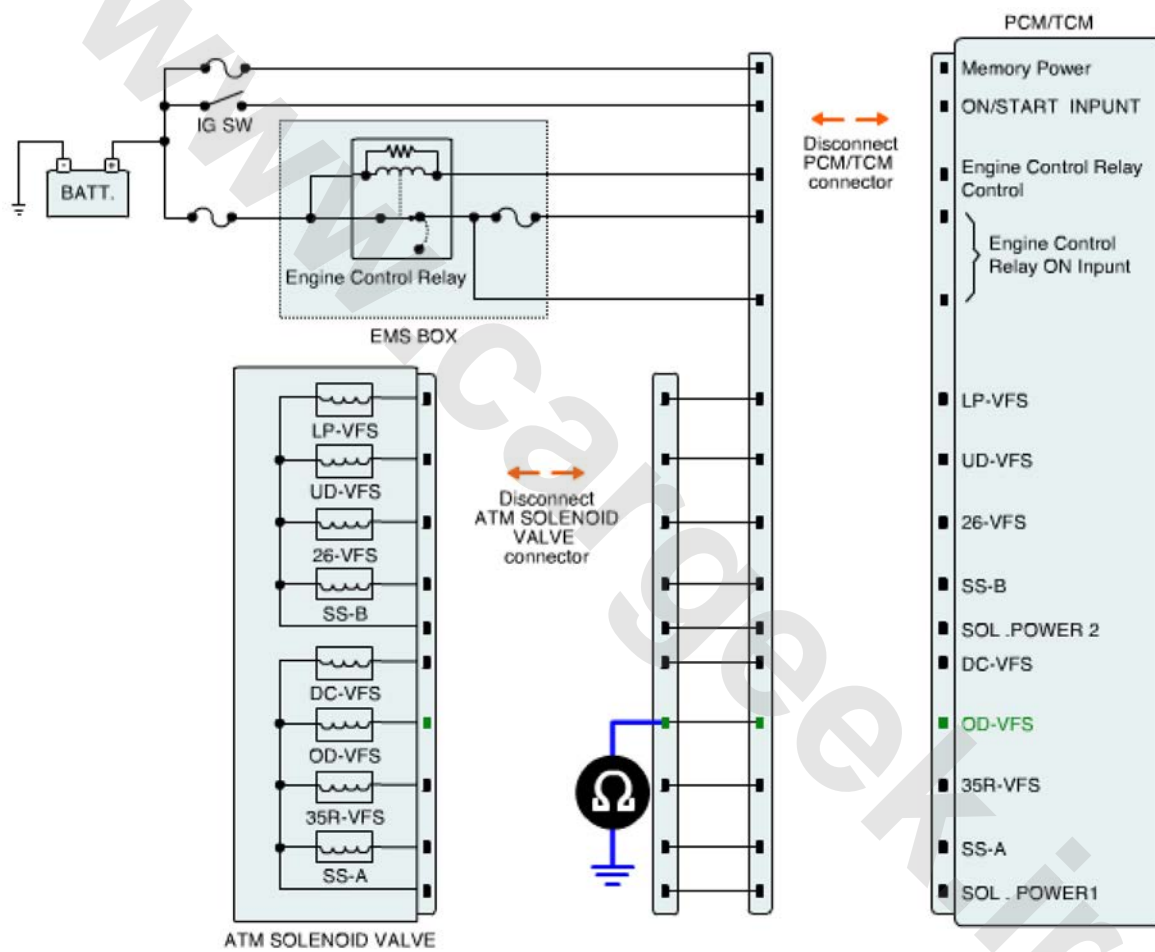 PCM/TCM
Memory Power
ON/START INPUNT
IG SW
Disconnect
PCM/TCM
connector
Engine Control Relay
Control
-
+
BATT.
Engine Control
Relay ON Inpunt
Engine Control Relay
EMS BOX
LP-VFS
UD-VFS
26-VFS
SS-B
DC-VFS
OD-VFS
35R-VFS
SS-A
ATM SOLENOID VALVE
Disconnect
ATM SOLENOID
VALVE
connector
Ω
LP-VFS
UD-VFS
26-VFS
SS-B
SOL .POWER 2
DC-VFS
OD-VFS
35R-VFS
SS-A
SOL . POWER1
www.cargeek.ir